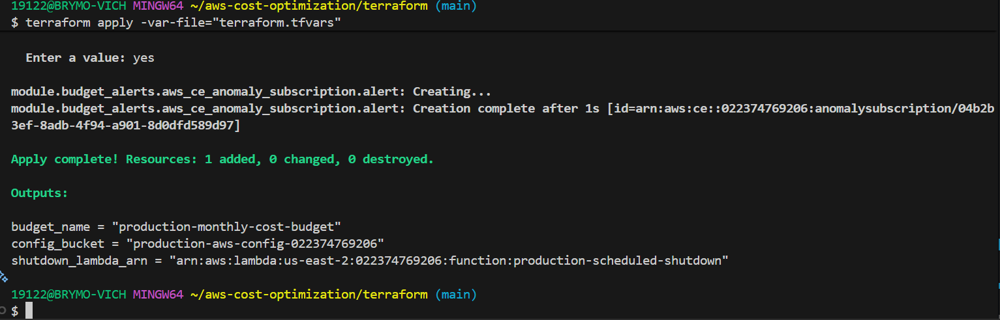 19122@BRYMO-VICH MINGW64 ~/aws-cost-optimization/terraform (main)
$ terraform apply -var-file="terraform.tfvars"
Enter a value: yes
module.budget_alerts.aws_ce_anomaly_subscription.alert: Creating...
module.budget_alerts.aws_ce_anomaly_subscription.alert: Creation complete after 1s [id=arn:aws:ce::022374769206:anomalysubscription/04b2b
3ef-8adb-4f94-a901-8d0dfd589d97]
Apply complete! Resources: 1 added, 0 changed, 0 destroyed.
Outputs:
budget_name = "production-monthly-cost-budget"
config_bucket = "production-aws-config-022374769206"
shutdown_lambda_arn = "arn:aws:lambda:us-east-2:022374769206:function:production-scheduled-shutdown"
19122@BRYMO-VICH MINGW64 ~/aws-cost-optimization/terraform (main)
$